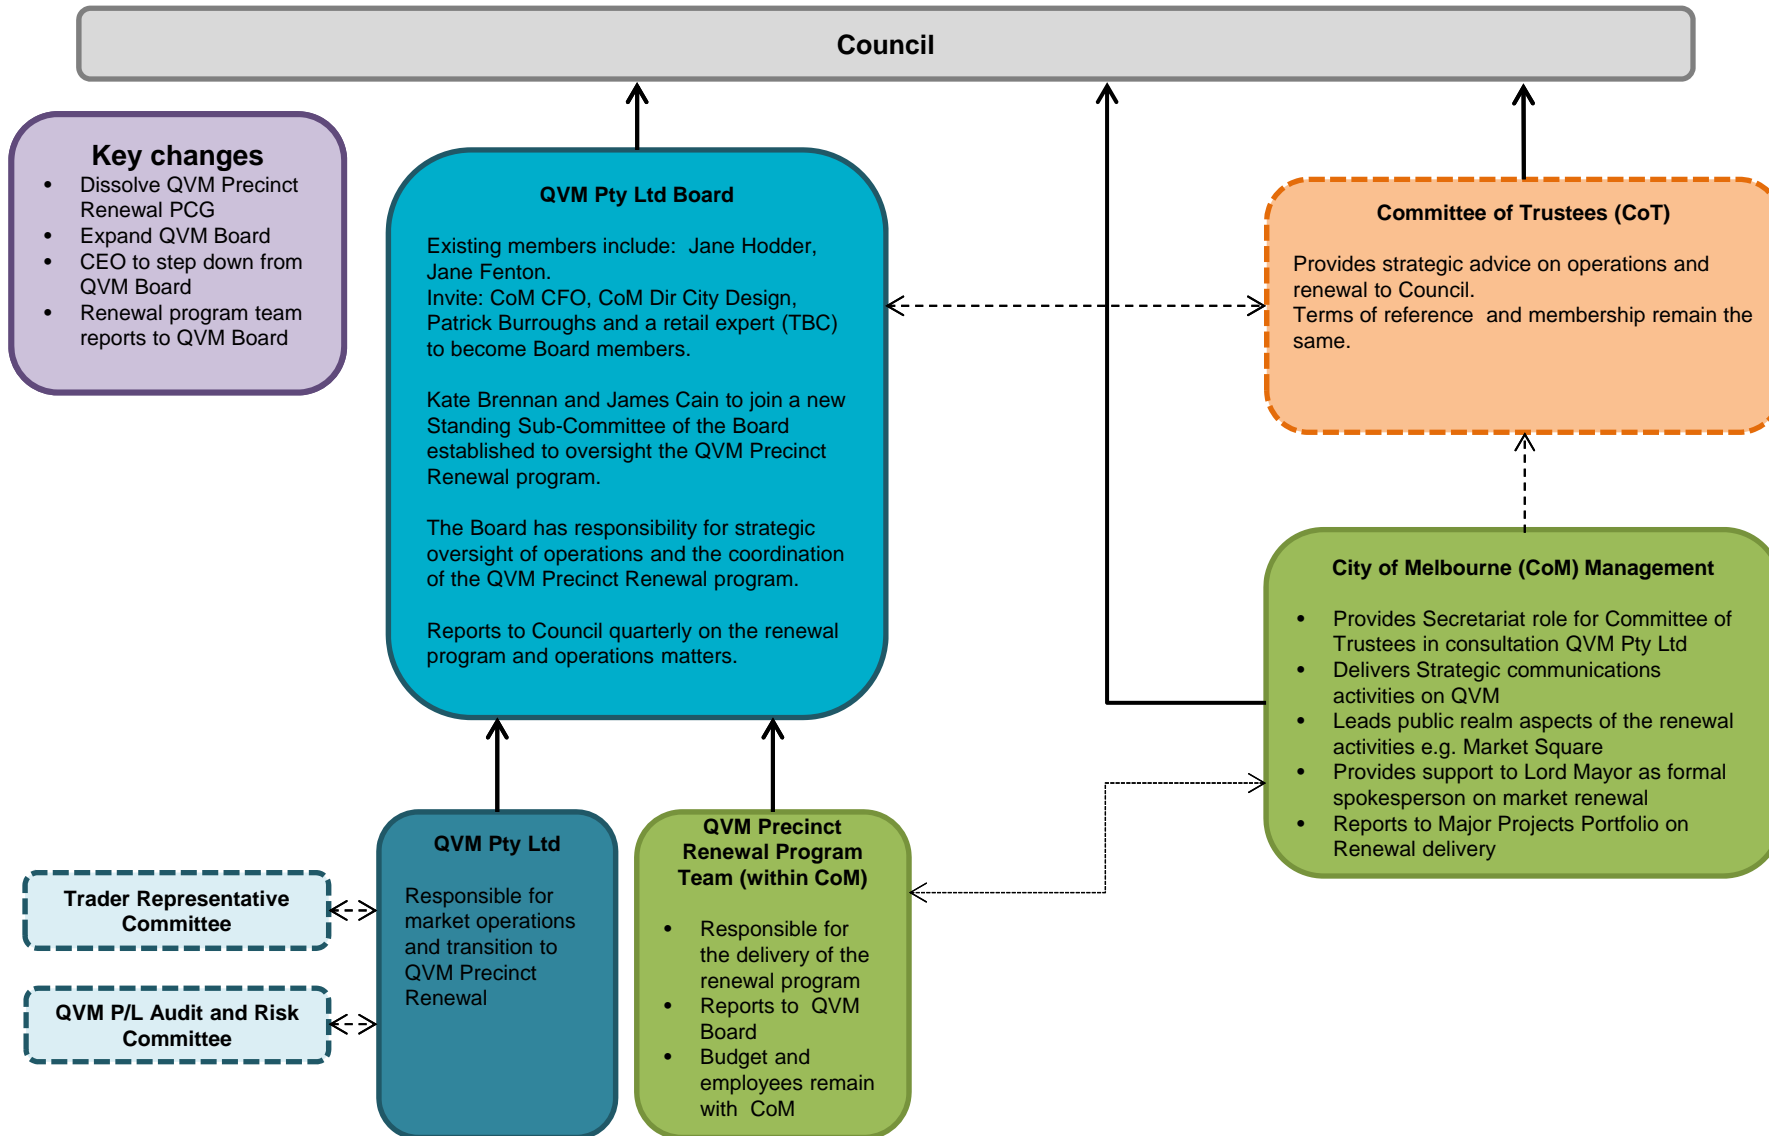 Council
Key changes
• Dissolve QVM Precinct
Renewal PCG
• Expand QVM Board
• CEO to step down from
QVM Board
• Renewal program team
reports to QVM Board
QVM Pty Ltd Board
Existing members include:  Jane Hodder,
Jane Fenton.
Invite: CoM CFO, CoM Dir City Design,
Patrick Burroughs and a retail expert (TBC)
to become Board members.
Kate Brennan and James Cain to join a new
Standing Sub-Committee of the Board
established to oversight the QVM Precinct
Renewal program.
The Board has responsibility for strategic
oversight of operations and the coordination
of the QVM Precinct Renewal program.
Reports to Council quarterly on the renewal
program and operations matters.
Committee of Trustees (CoT)
Provides strategic advice on operations and
renewal to Council.
Terms of reference  and membership remain the
same.
City of Melbourne (CoM) Management
• Provides Secretariat role for Committee of
Trustees in consultation QVM Pty Ltd
• Delivers Strategic communications
activities on QVM
• Leads public realm aspects of the renewal
activities e.g. Market Square
• Provides support to Lord Mayor as formal
spokesperson on market renewal
• Reports to Major Projects Portfolio on
Renewal delivery
Trader Representative
Committee
QVM P/L Audit and Risk
Committee
QVM Pty Ltd
Responsible for
market operations
and transition to
QVM Precinct
Renewal
QVM Precinct
Renewal Program
Team (within CoM)
• Responsible for
the delivery of the
renewal program
• Reports to  QVM
Board
• Budget and
employees remain
with  CoM